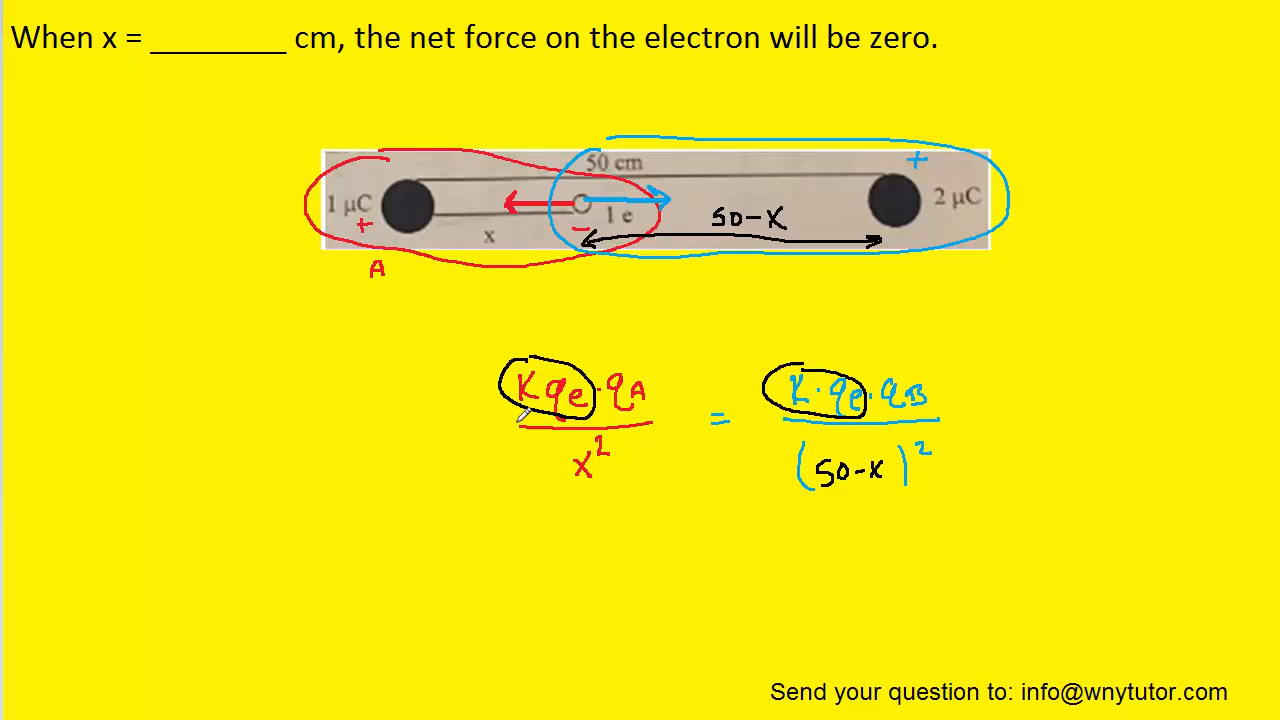 When x = ________ cm, the net force on the electron will be zero.
50 cm
1 μC
+
1 e
−
+
2 μC
x
50-x
A
K qe · qA
x²
=
K · qe · qB
(50-x)²
Send your question to: info@wnytutor.com